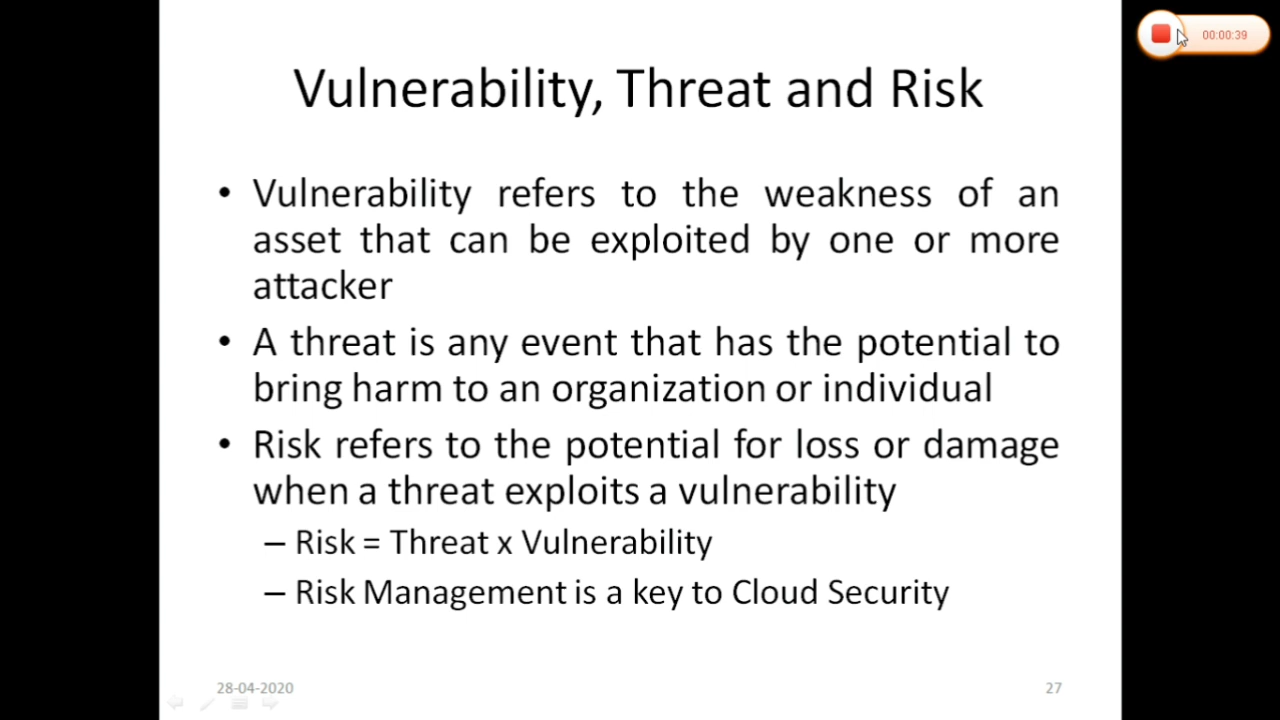 00:00:39
Vulnerability, Threat and Risk
• Vulnerability refers to the weakness of an
asset that can be exploited by one or more
attacker
• A threat is any event that has the potential to
bring harm to an organization or individual
• Risk refers to the potential for loss or damage
when a threat exploits a vulnerability
– Risk = Threat x Vulnerability
– Risk Management is a key to Cloud Security
28-04-2020
27